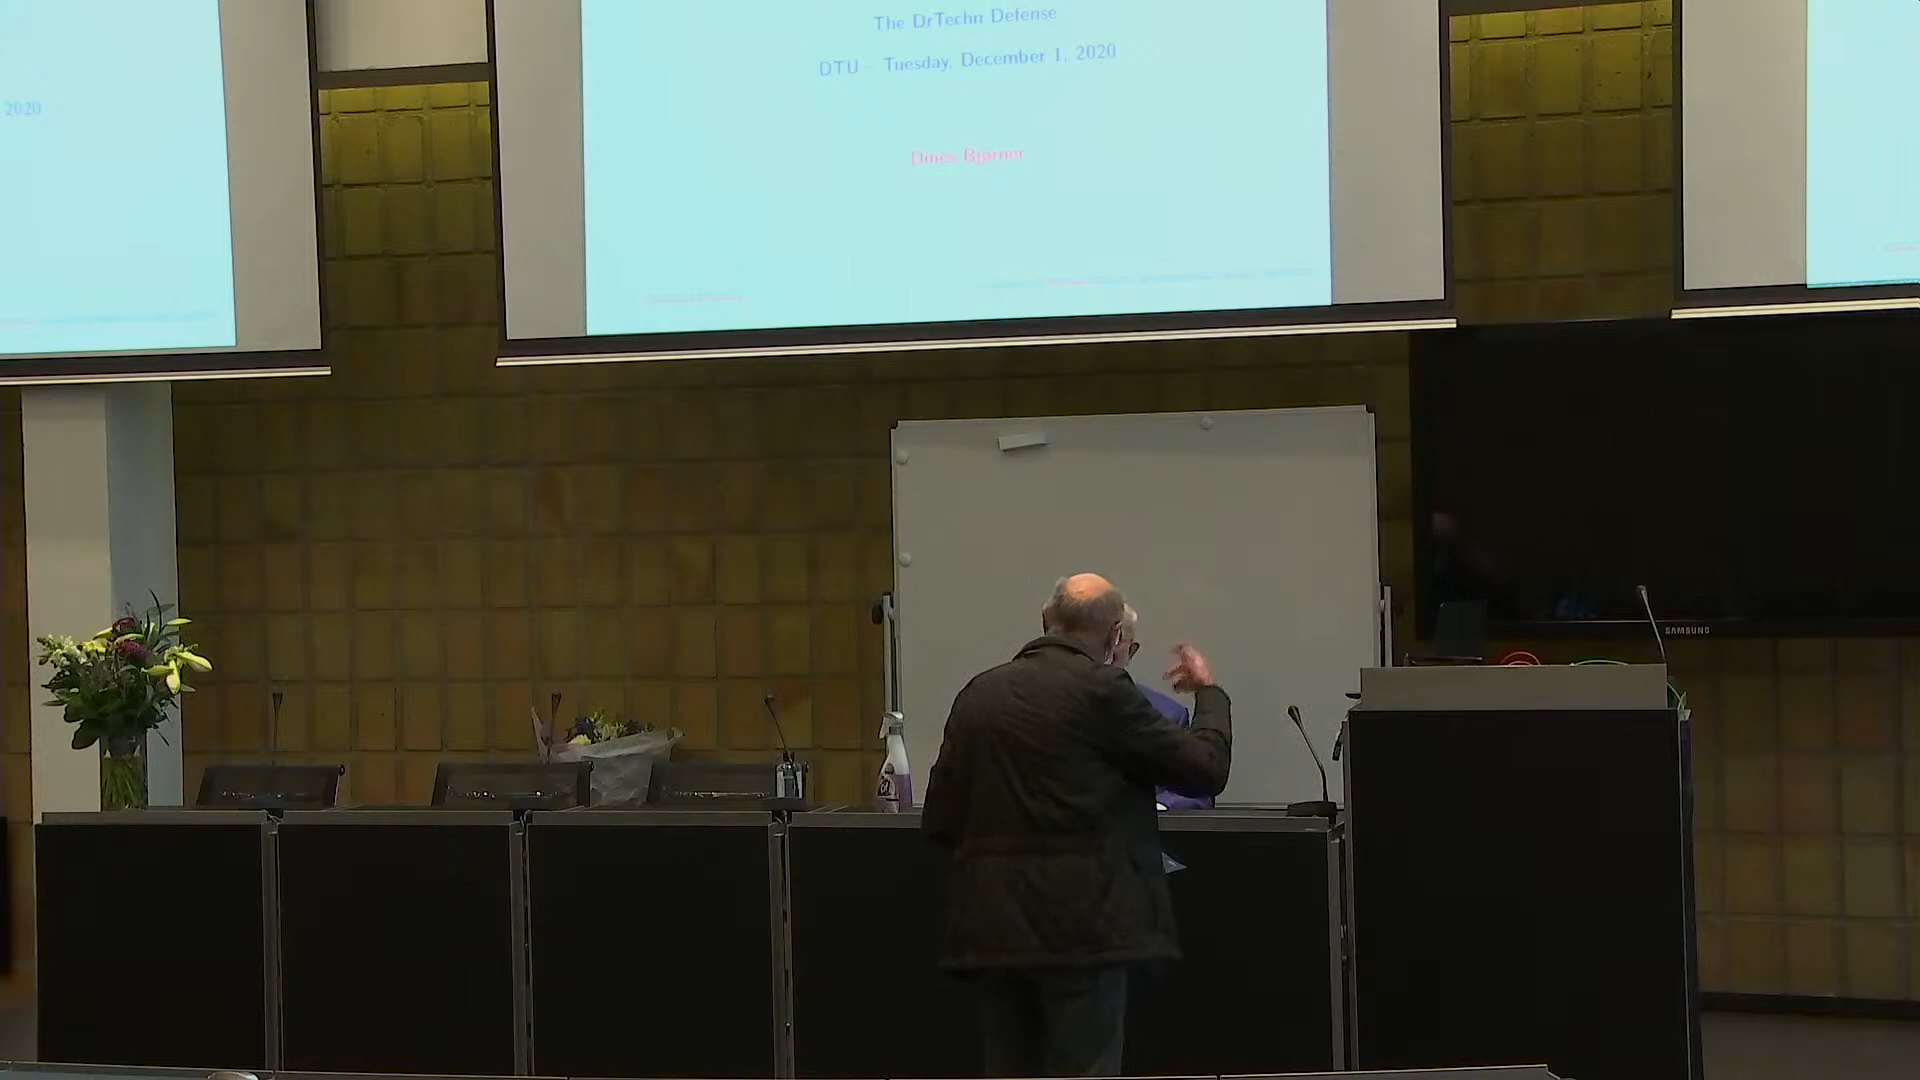 The DrTechn Defense
DTU – Tuesday, December 1, 2020
2020
Dines Bjørner
SAMSUNG